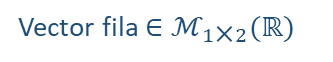 Vector fila ∈ ℳ₁×₂(ℝ)